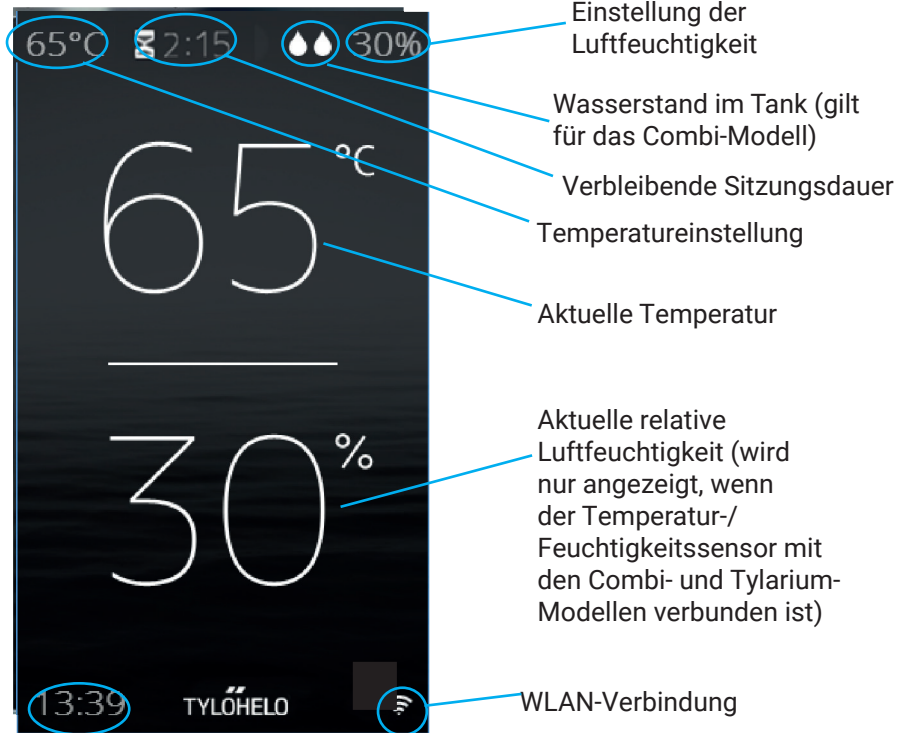 65°C 2:15 30%
65 °C
30 %
13:39 TYLÖHELO
Einstellung der
Luftfeuchtigkeit
Wasserstand im Tank (gilt
für das Combi-Modell)
Verbleibende Sitzungsdauer
Temperatureinstellung
Aktuelle Temperatur
Aktuelle relative
Luftfeuchtigkeit (wird
nur angezeigt, wenn
der Temperatur-/
Feuchtigkeitssensor mit
den Combi- und Tylarium-
Modellen verbunden ist)
WLAN-Verbindung